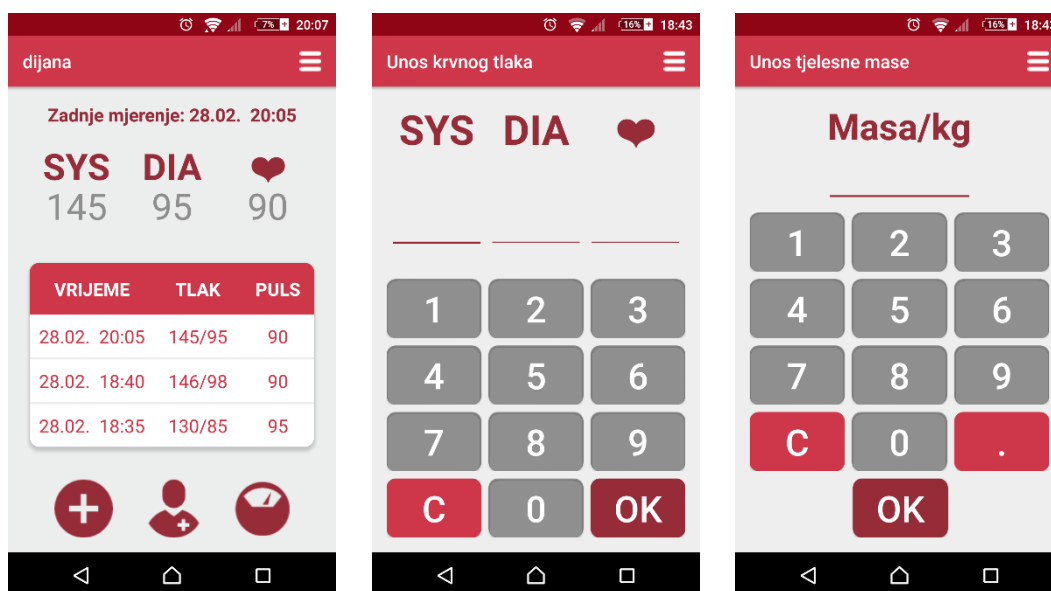 7% 20:07
dijana
Zadnje mjerenje: 28.02. 20:05
SYS DIA
145 95 90
VRIJEME TLAK PULS
28.02. 20:05 145/95 90
28.02. 18:40 146/98 90
28.02. 18:35 130/85 95
16% 18:43
Unos krvnog tlaka
SYS DIA
1 2 3
4 5 6
7 8 9
C 0 OK
16% 18:43
Unos tjelesne mase
Masa/kg
1 2 3
4 5 6
7 8 9
C 0 .
OK